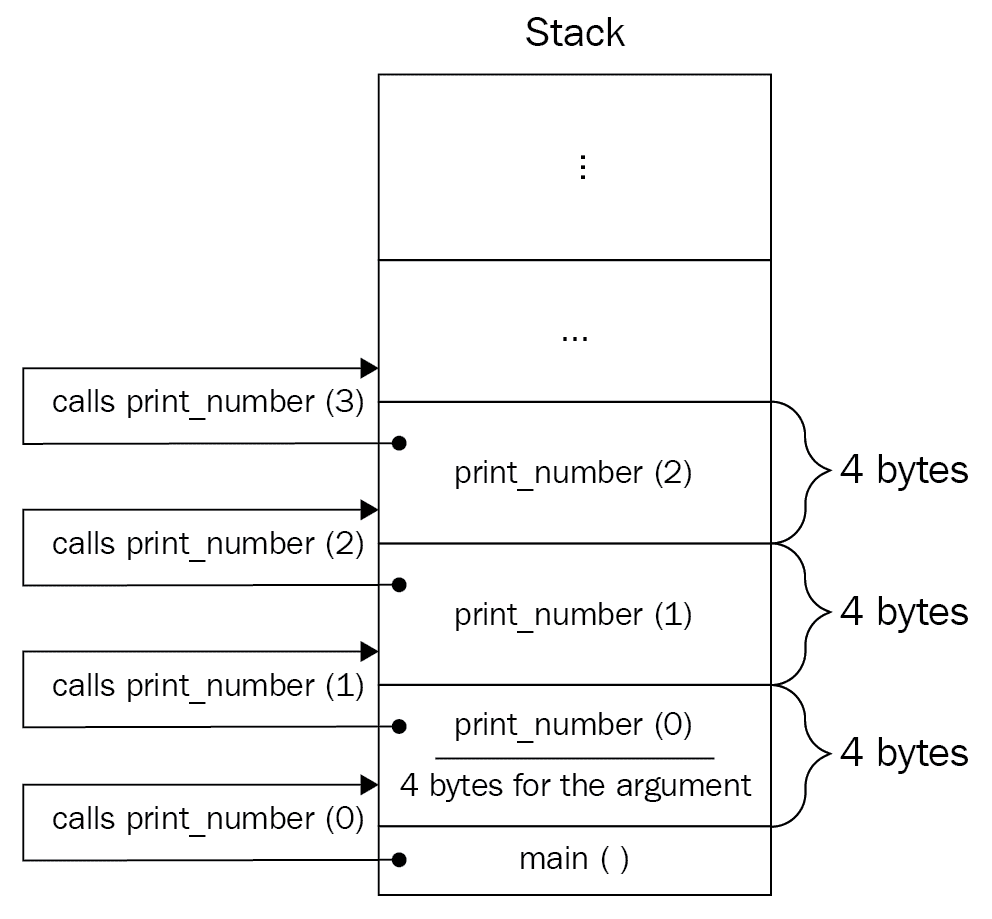 Stack
⋮
...
calls print_number (3)
print_number (2)
4 bytes
calls print_number (2)
print_number (1)
4 bytes
calls print_number (1)
print_number (0)
4 bytes for the argument
4 bytes
calls print_number (0)
main ( )